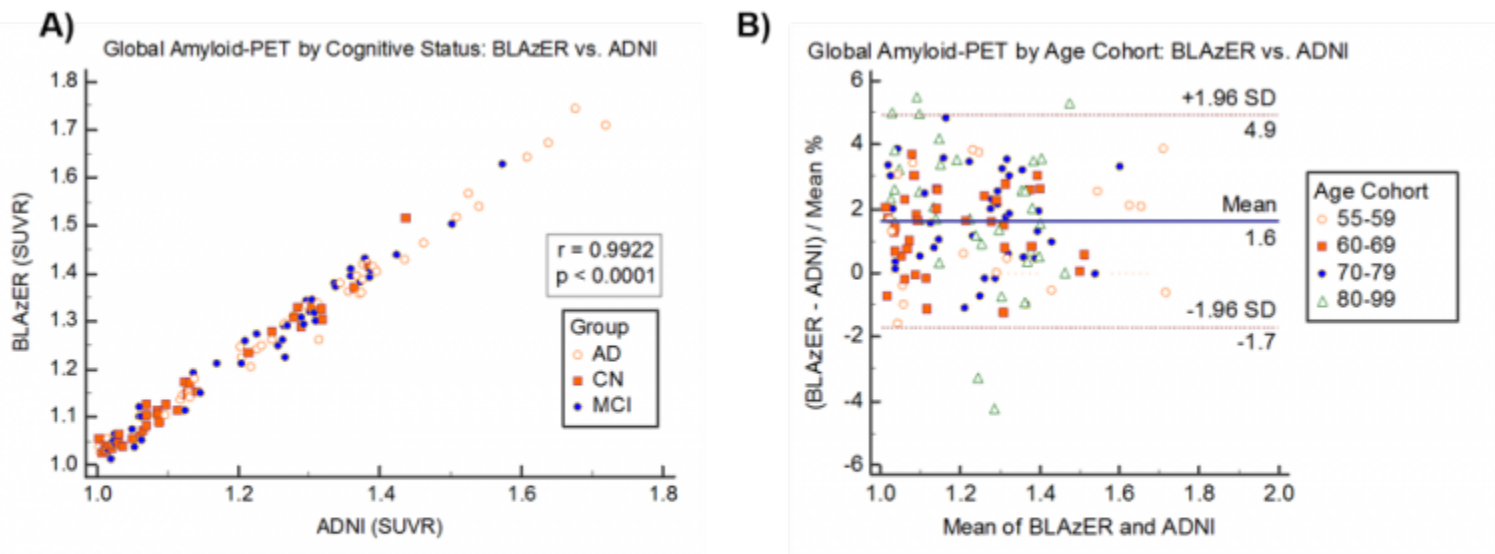 A)
Global Amyloid-PET by Cognitive Status: BLAzER vs. ADNI
BLAzER (SUVR)
1.8
1.7
1.6
1.5
1.4
1.3
1.2
1.1
1.0
1.0
1.2
1.4
1.6
1.8
ADNI (SUVR)
r = 0.9922
p < 0.0001
Group
AD
CN
MCI
B)
Global Amyloid-PET by Age Cohort: BLAzER vs. ADNI
(BLAzER - ADNI) / Mean %
6
4
2
0
-2
-4
-6
1.0
1.2
1.4
1.6
1.8
2.0
Mean of BLAzER and ADNI
+1.96 SD
4.9
Mean
1.6
-1.96 SD
-1.7
Age Cohort
55-59
60-69
70-79
80-99